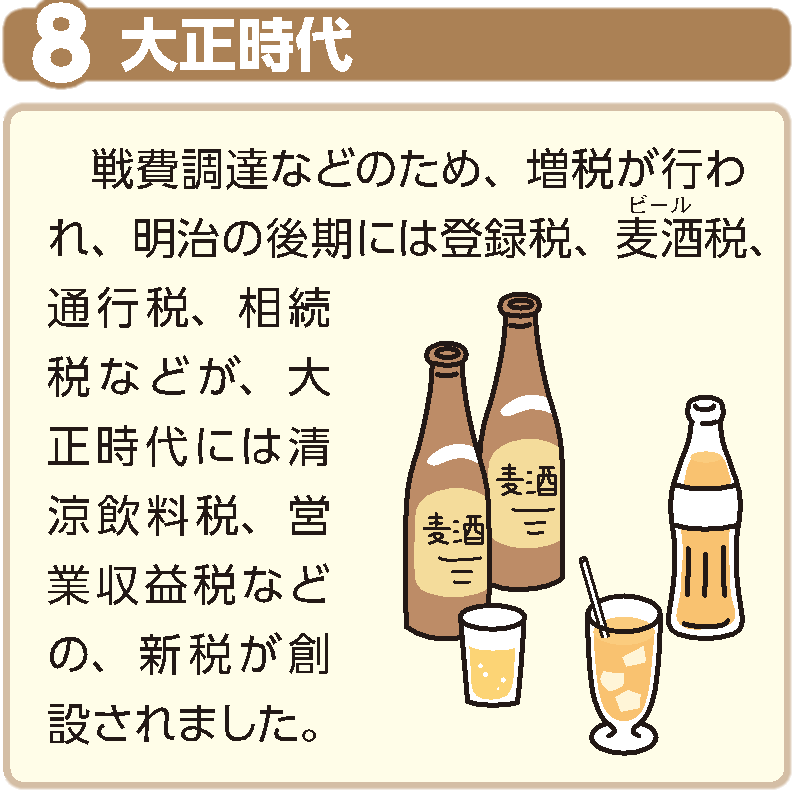 8 大正時代
戦費調達などのため、増税が行わ
ビール
れ、明治の後期には登録税、麦酒税、
通行税、相続
税などが、大
正時代には清
涼飲料税、営
業収益税など
の、新税が創
設されました。
麦酒
麦酒